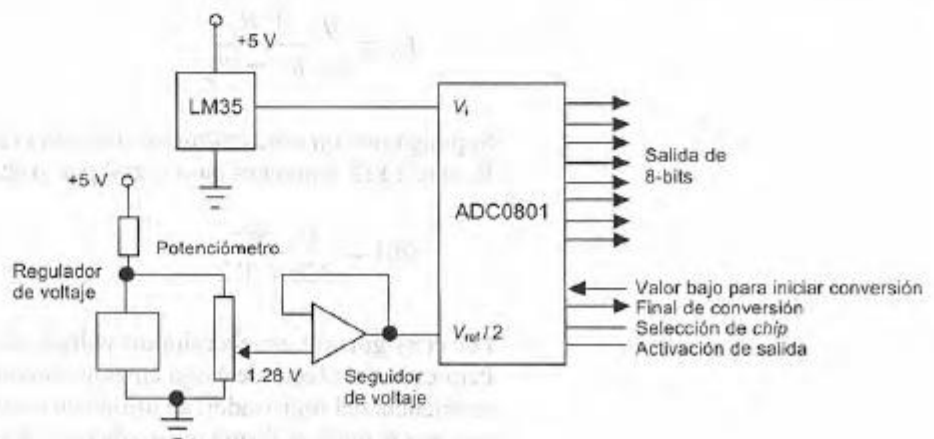 +5 V
LM35
V_i
Salida de
8-bits
ADC0801
+5 V
Potenciómetro
Regulador
de voltaje
Valor bajo para iniciar conversión
Final de conversión
V_ref/2
Selección de chip
Activación de salida
1.28 V
Seguidor
de voltaje